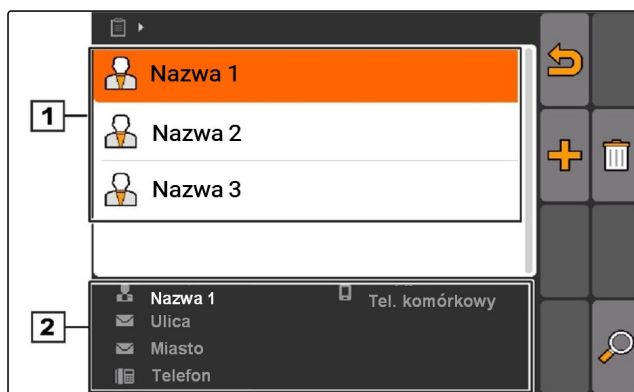 1
Nazwa 1
Nazwa 2
Nazwa 3
2
Nazwa 1
Tel. komórkowy
Ulica
Miasto
Telefon